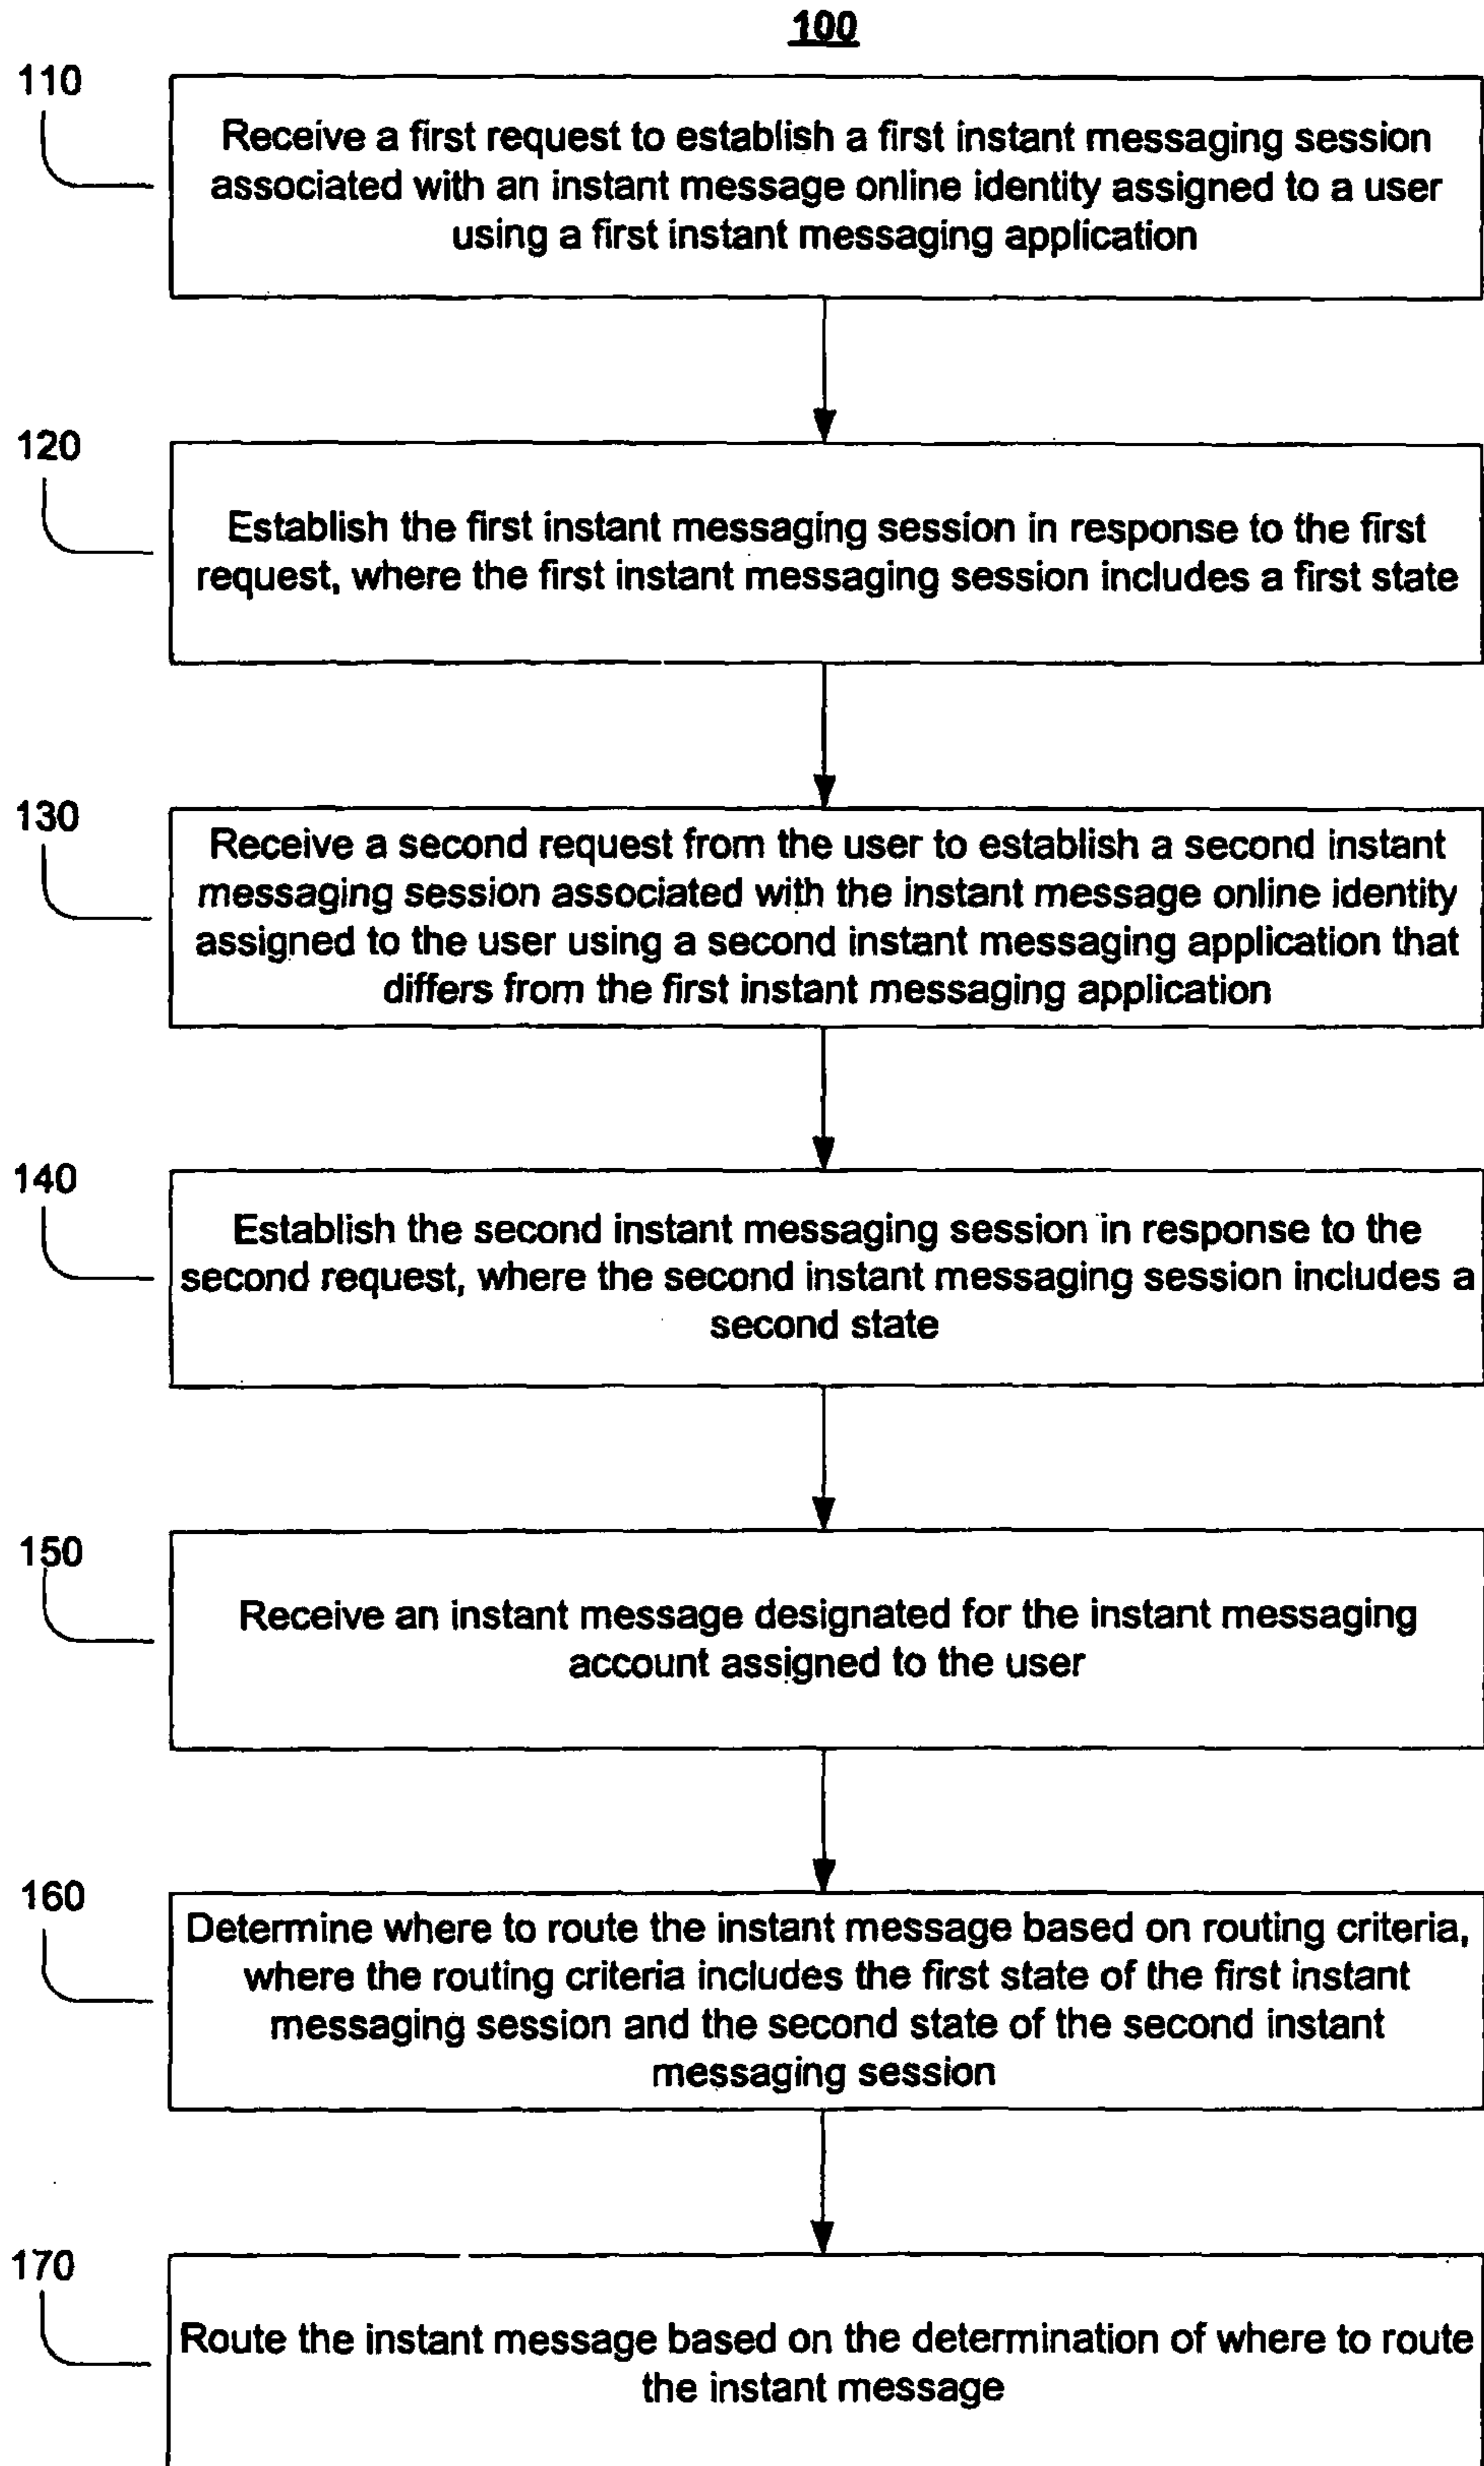 100
110
Receive a first request to establish a first instant messaging session
associated with an instant message online identity assigned to a user
using a first instant messaging application
120
Establish the first instant messaging session in response to the first
request, where the first instant messaging session includes a first state
130
Receive a second request from the user to establish a second instant
messaging session associated with the instant message online identity
assigned to the user using a second instant messaging application that
differs from the first instant messaging application
140
Establish the second instant messaging session in response to the
second request, where the second instant messaging session includes a
second state
150
Receive an instant message designated for the instant messaging
account assigned to the user
160
Determine where to route the instant message based on routing criteria,
where the routing criteria includes the first state of the first instant
messaging session and the second state of the second instant
messaging session
170
Route the instant message based on the determination of where to route
the instant message